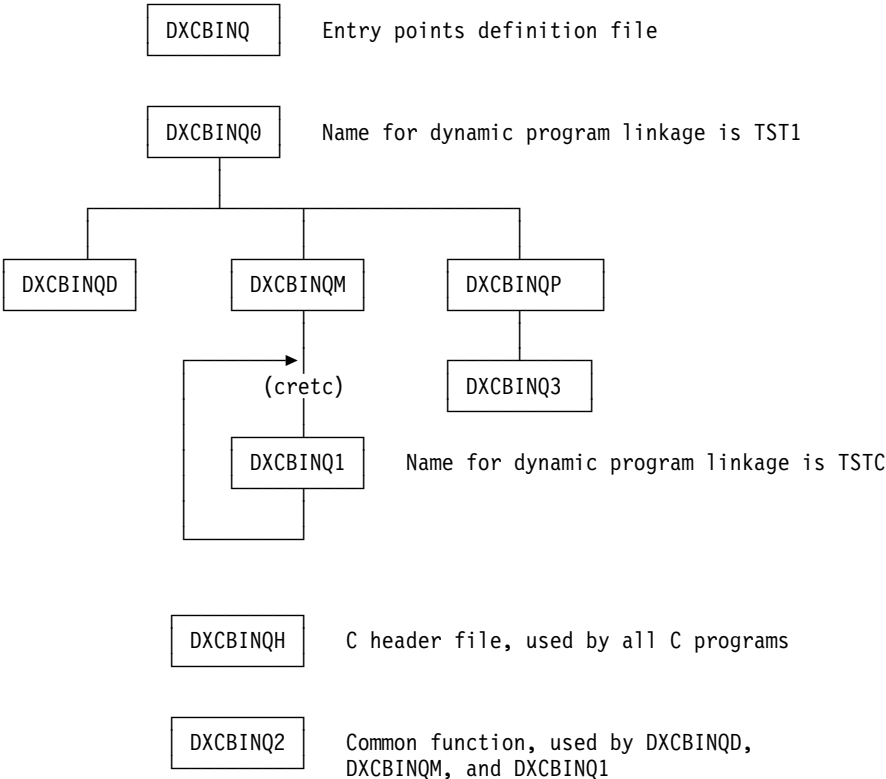 DXCBINQ Entry points definition file
DXCBINQ0 Name for dynamic program linkage is TST1
DXCBINQD DXCBINQM DXCBINQP
(cretc) DXCBINQ3
DXCBINQ1 Name for dynamic program linkage is TSTC
DXCBINQH C header file, used by all C programs
DXCBINQ2 Common function, used by DXCBINQD,
DXCBINQM, and DXCBINQ1